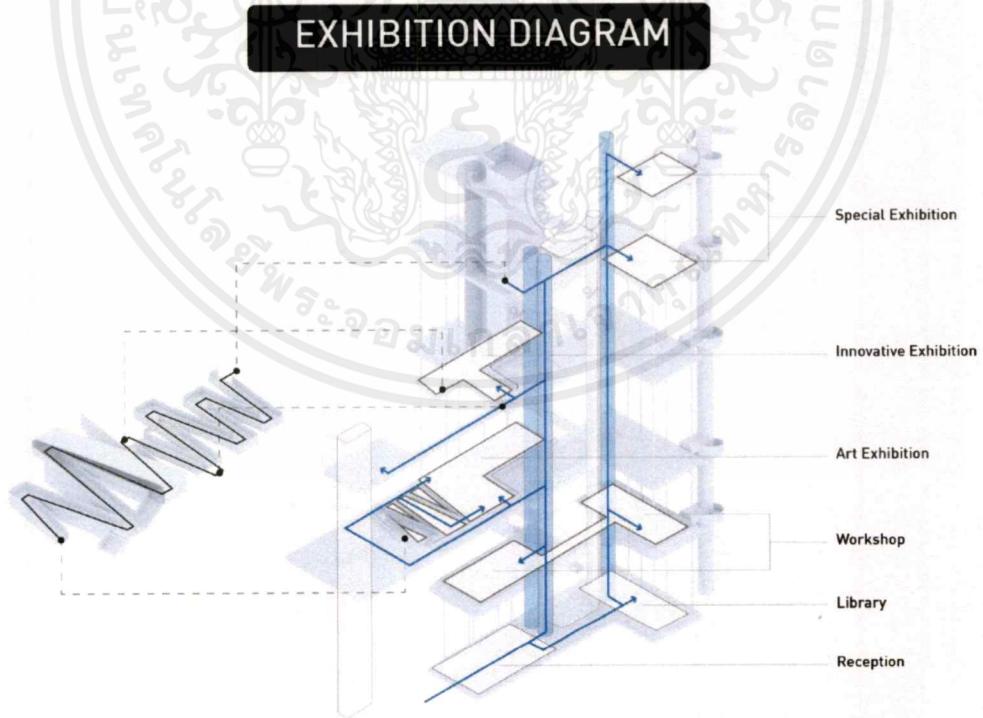 EXHIBITION DIAGRAM
Special Exhibition
Innovative Exhibition
Art Exhibition
Workshop
Library
Reception